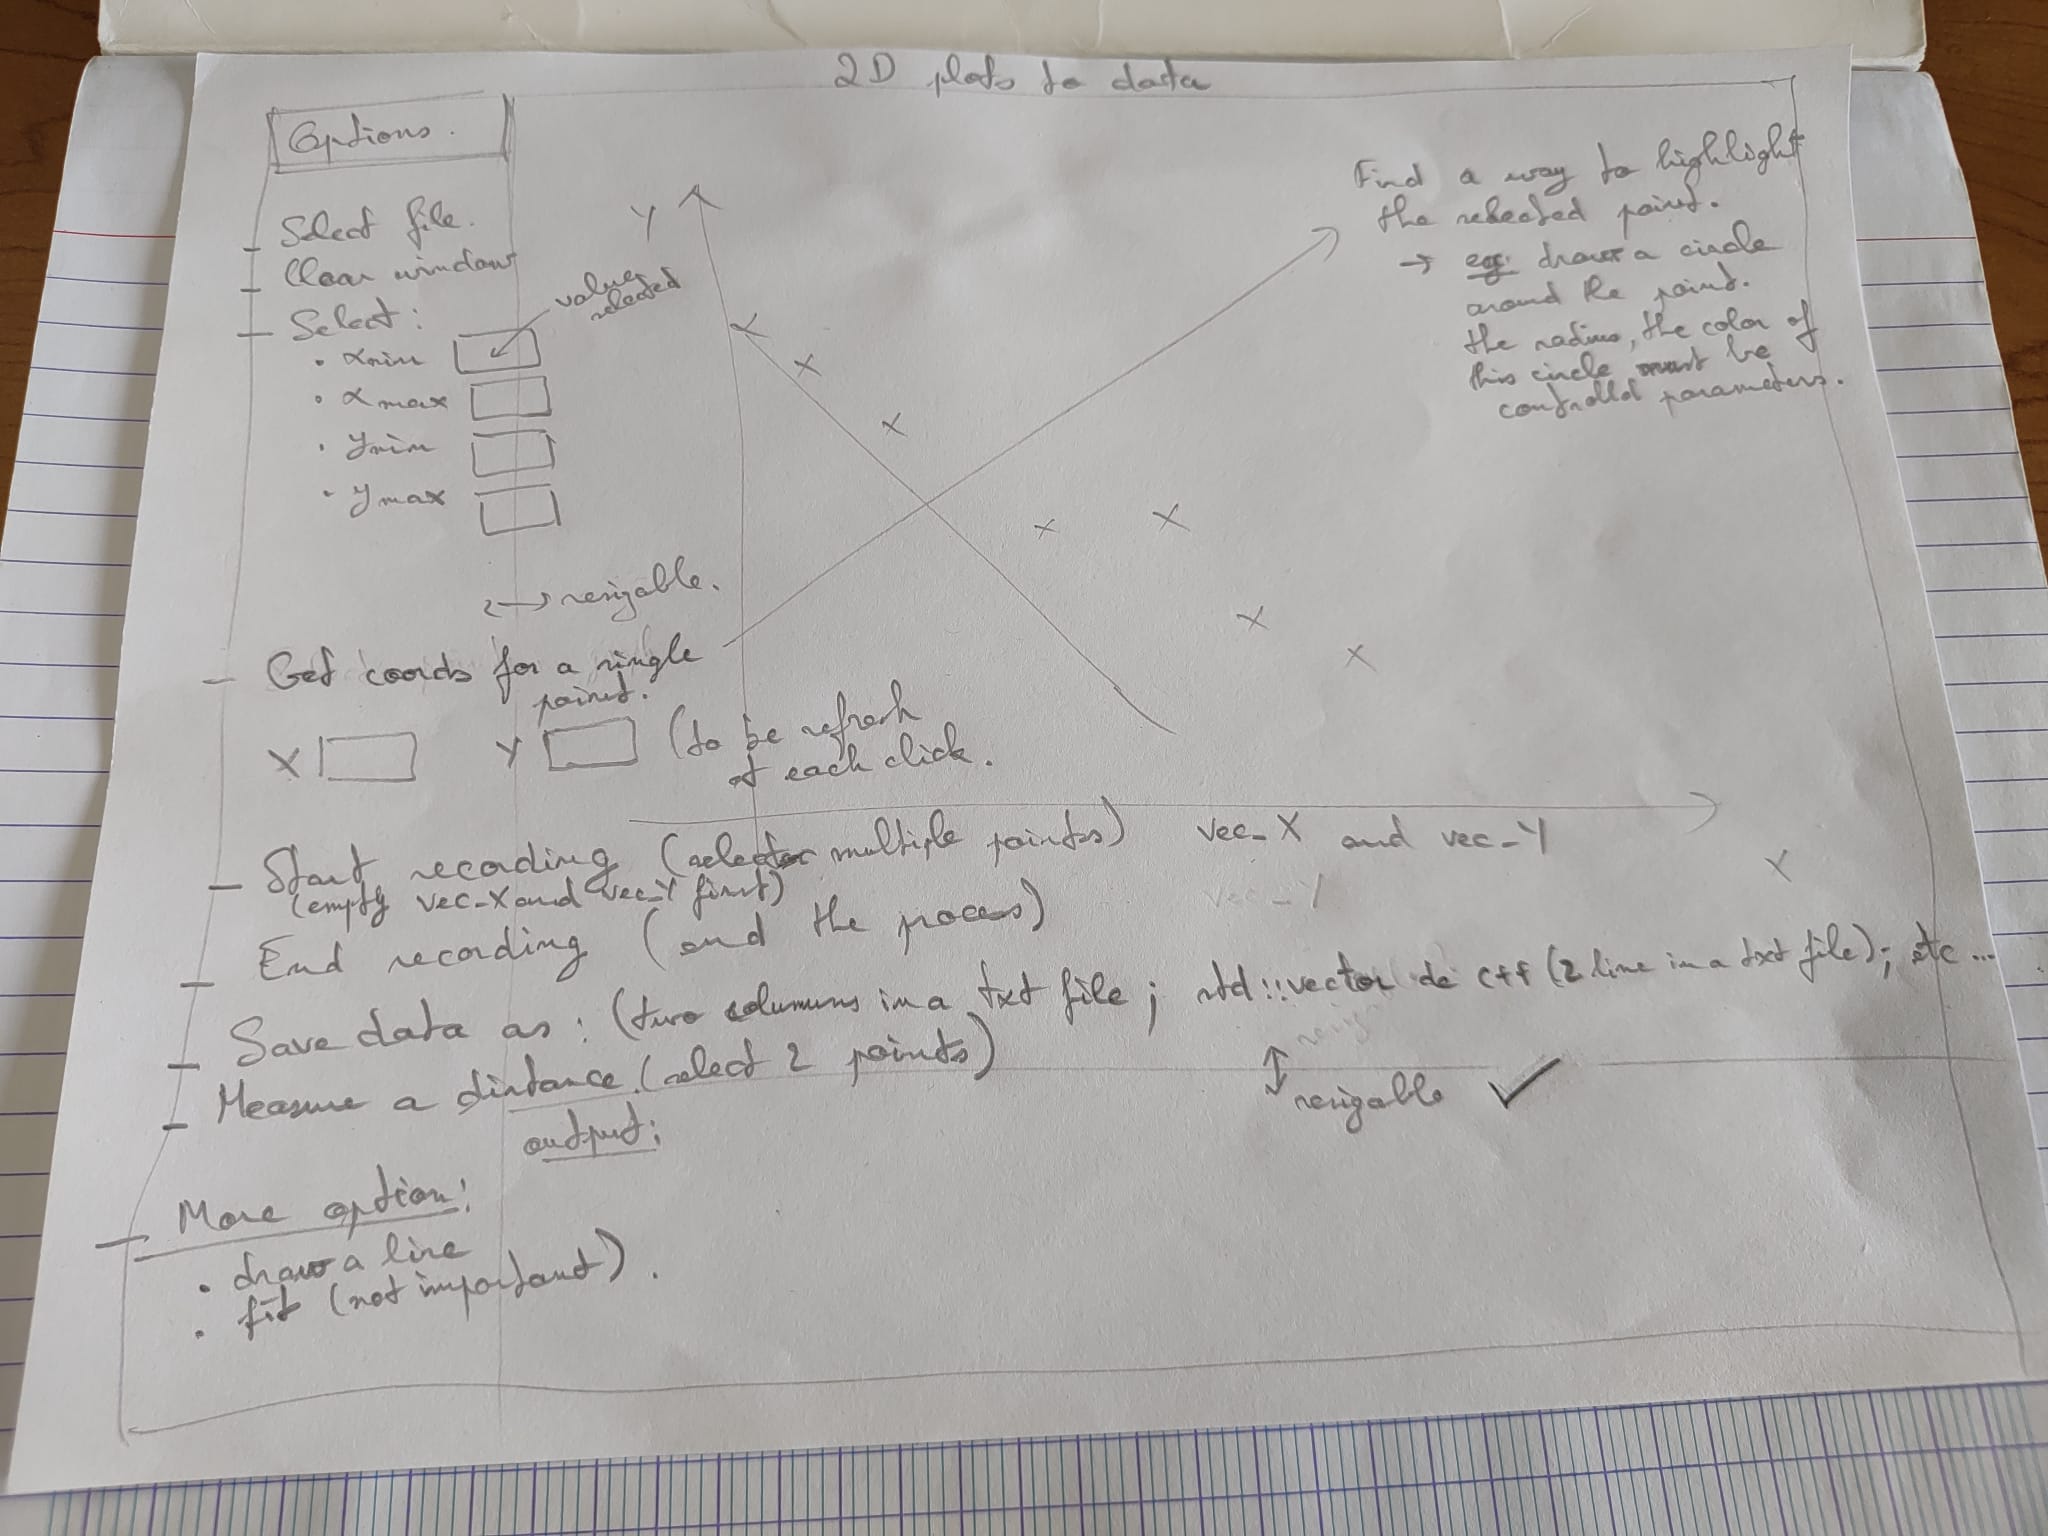 2D plots to data
Options.
Select file.
Clear window
Select:
value
selected
• xmin
• xmax
• ymin
• ymax
Y
Find a way to highlight
the selected point.
→ eg: draw a circle
around the point.
the radius, the color of
this circle must be
controlled parameters.
↔ resizable.
Get coords for a single
point.
X
Y
(to be refresh
at each click.
Start recording (select multiple points) vec_X and vec_Y
(empty vec_X and vec_Y first)
vec_Y
X
End recording (end the process)
Save data as: (two columns in a txt file; std::vector de c++ (2 line in a txt file); etc...
Measure a distance. (select 2 points)
output:
resizable ✓
More option:
• draw a line
• fit (not important).